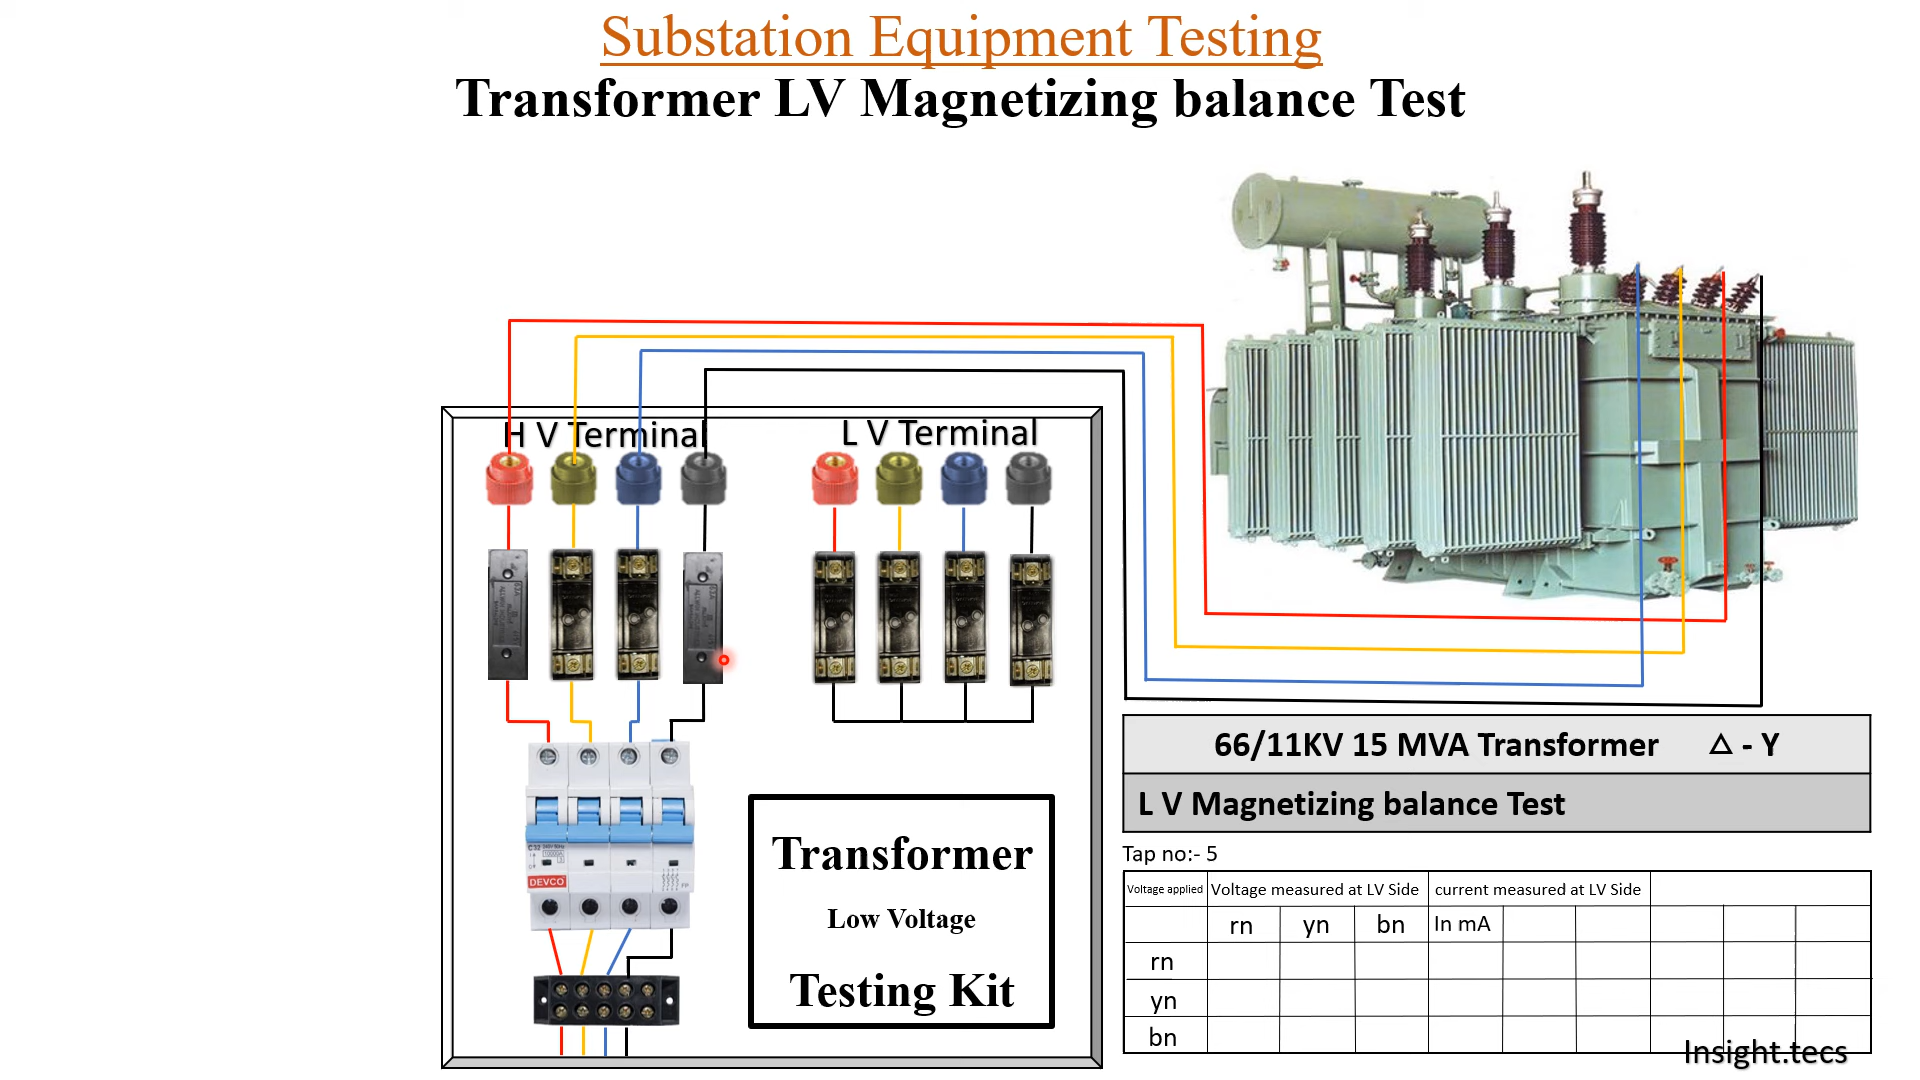 Substation Equipment Testing
Transformer LV Magnetizing balance Test
H V Terminal
L V Terminal
C32
DEVCO
Transformer
Low Voltage
Testing Kit
66/11KV 15 MVA Transformer △ - Y
L V Magnetizing balance Test
Tap no:- 5
Voltage applied Voltage measured at LV Side current measured at LV Side
rn yn bn In mA
rn
yn
bn
Insight.tecs